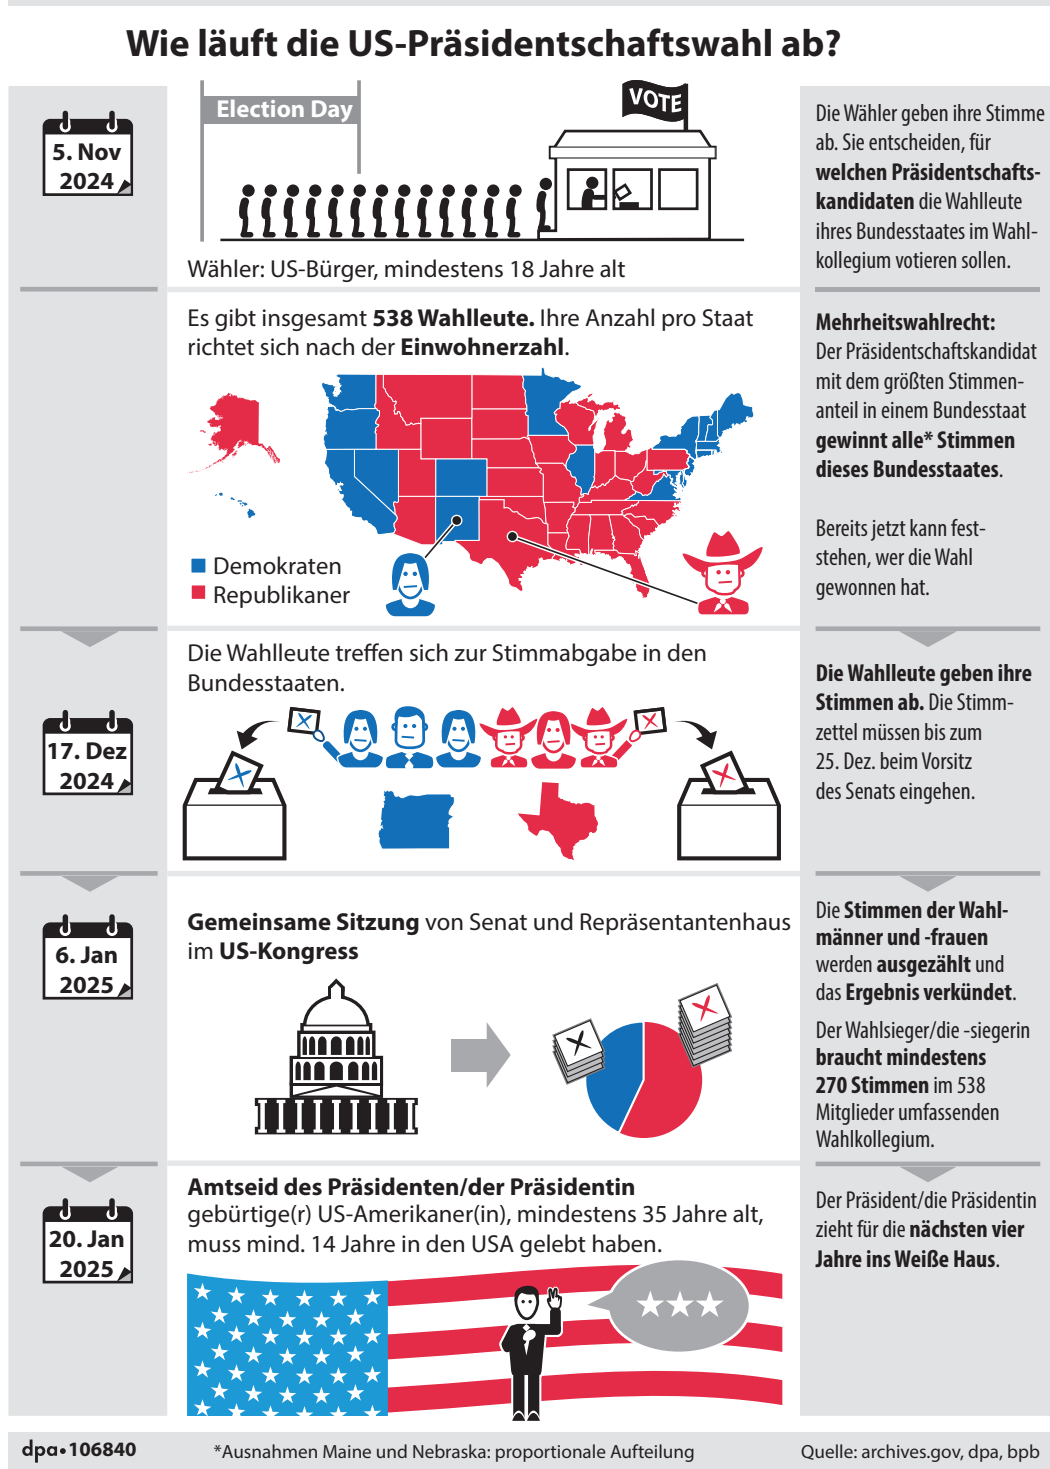 Wie läuft die US-Präsidentschaftswahl ab?
5. Nov
2024
Election Day
VOTE
Wähler: US-Bürger, mindestens 18 Jahre alt
Die Wähler geben ihre Stimme
ab. Sie entscheiden, für
welchen Präsidentschafts-
kandidaten die Wahlleute
ihres Bundesstaates im Wahl-
kollegium votieren sollen.
Es gibt insgesamt 538 Wahlleute. Ihre Anzahl pro Staat
richtet sich nach der Einwohnerzahl.
Demokraten
Republikaner
Mehrheitswahlrecht:
Der Präsidentschaftskandidat
mit dem größten Stimmen-
anteil in einem Bundesstaat
gewinnt alle* Stimmen
dieses Bundesstaates.
Bereits jetzt kann fest-
stehen, wer die Wahl
gewonnen hat.
17. Dez
2024
Die Wahlleute treffen sich zur Stimmabgabe in den
Bundesstaaten.
Die Wahlleute geben ihre
Stimmen ab. Die Stimm-
zettel müssen bis zum
25. Dez. beim Vorsitz
des Senats eingehen.
6. Jan
2025
Gemeinsame Sitzung von Senat und Repräsentantenhaus
im US-Kongress
Die Stimmen der Wahl-
männer und -frauen
werden ausgezählt und
das Ergebnis verkündet.
Der Wahlsieger/die -siegerin
braucht mindestens
270 Stimmen im 538
Mitglieder umfassenden
Wahlkollegium.
20. Jan
2025
Amtseid des Präsidenten/der Präsidentin
gebürtige(r) US-Amerikaner(in), mindestens 35 Jahre alt,
muss mind. 14 Jahre in den USA gelebt haben.
Der Präsident/die Präsidentin
zieht für die nächsten vier
Jahre ins Weiße Haus.
dpa•106840
*Ausnahmen Maine und Nebraska: proportionale Aufteilung
Quelle: archives.gov, dpa, bpb